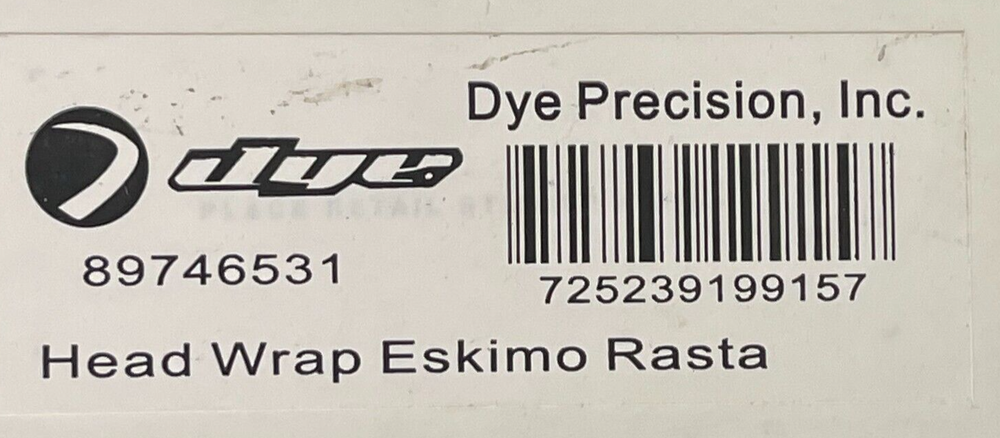 Dye Precision, Inc.
dye
89746531
725239199157
Head Wrap Eskimo Rasta